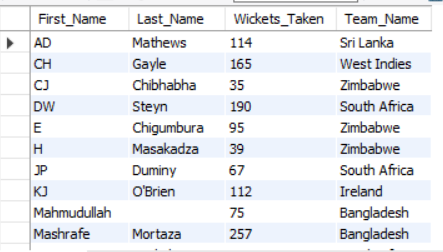 First_Name Last_Name Wickets_Taken Team_Name
AD Mathews 114 Sri Lanka
CH Gayle 165 West Indies
CJ Chibhabha 35 Zimbabwe
DW Steyn 190 South Africa
E Chigumbura 95 Zimbabwe
H Masakadza 39 Zimbabwe
JP Duminy 67 South Africa
KJ O'Brien 112 Ireland
Mahmudullah 75 Bangladesh
Mashrafe Mortaza 257 Bangladesh